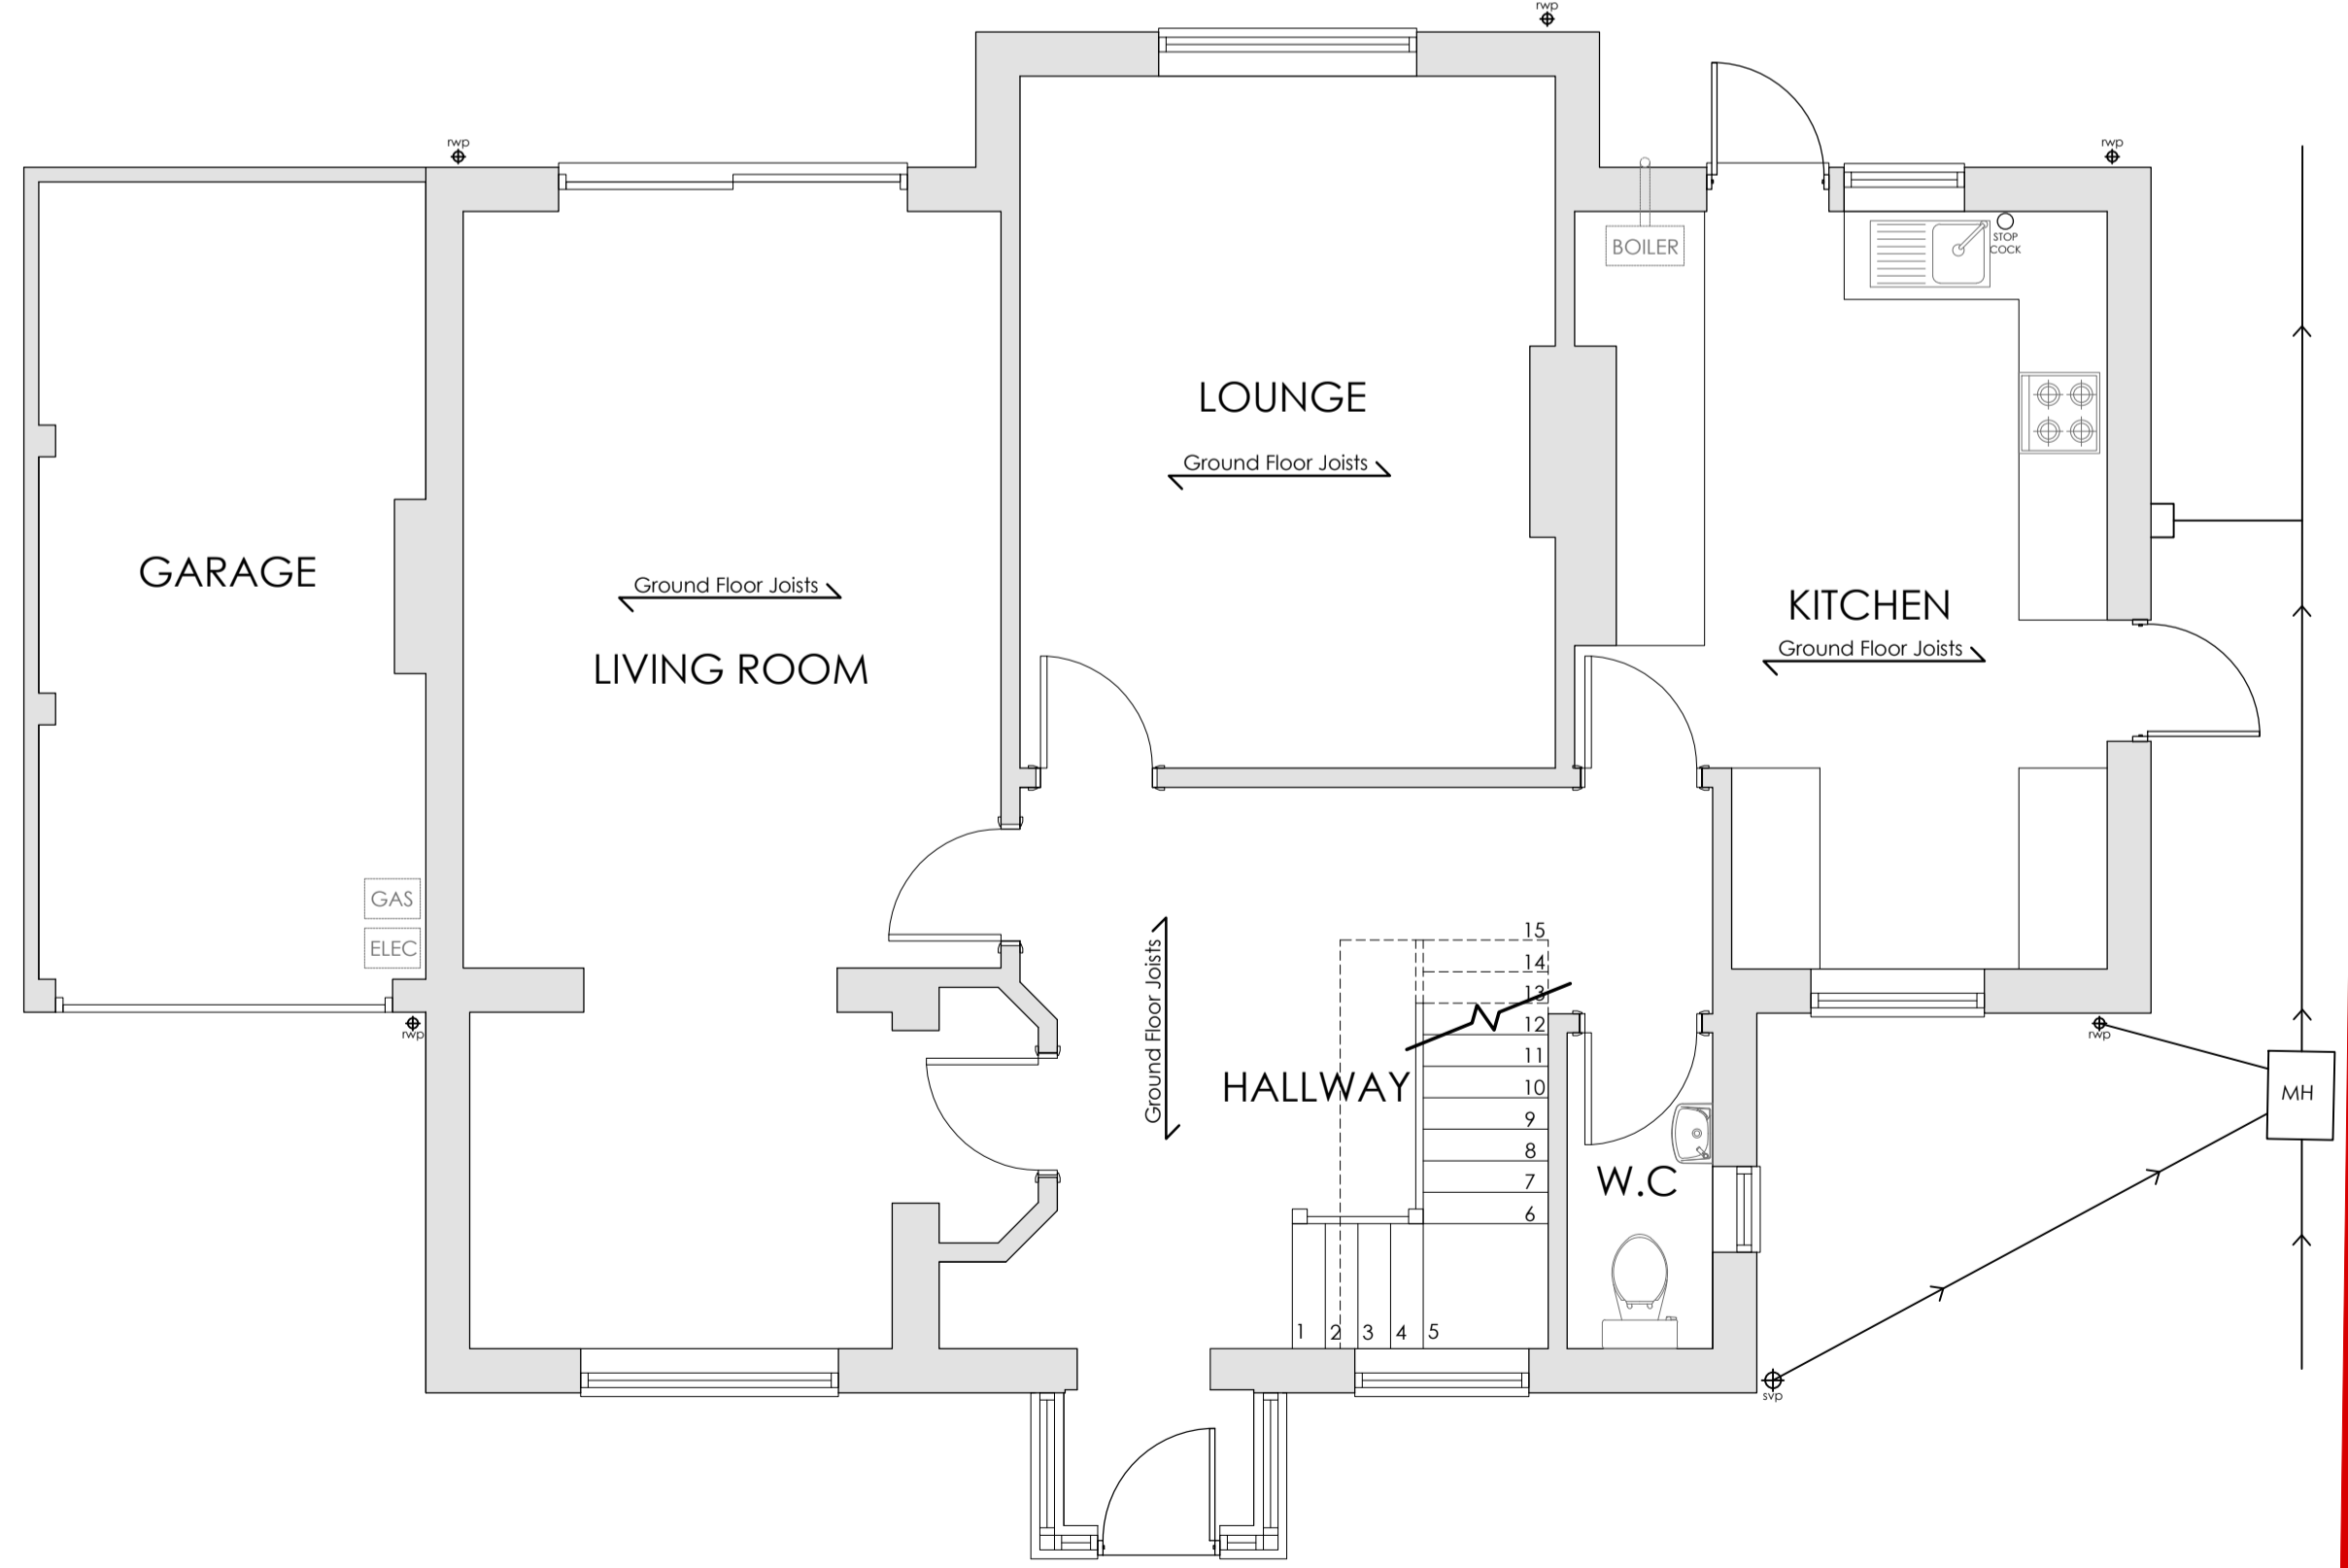 rwp
rwp
rwp
BOILER
STOP
COCK
LOUNGE
Ground Floor Joists
GARAGE
Ground Floor Joists
LIVING ROOM
KITCHEN
Ground Floor Joists
GAS
ELEC
rwp
Ground Floor Joists
HALLWAY
15
14
13
12
11
10
9
8
7
6
1
2
3
4
5
W.C
rwp
MH
svp